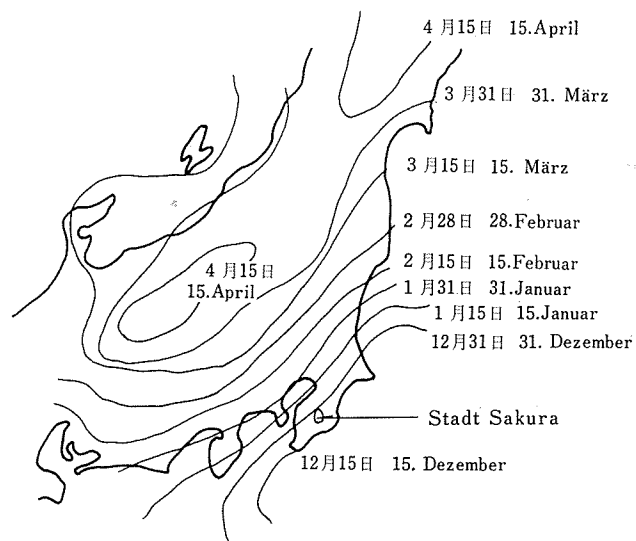 4月15日 15.April
3月31日 31. März
3月15日 15. März
2月28日 28.Februar
4月15日
15.April
2月15日 15.Februar
1月31日 31.Januar
1月15日 15.Januar
12月31日 31. Dezember
Stadt Sakura
12月15日 15. Dezember